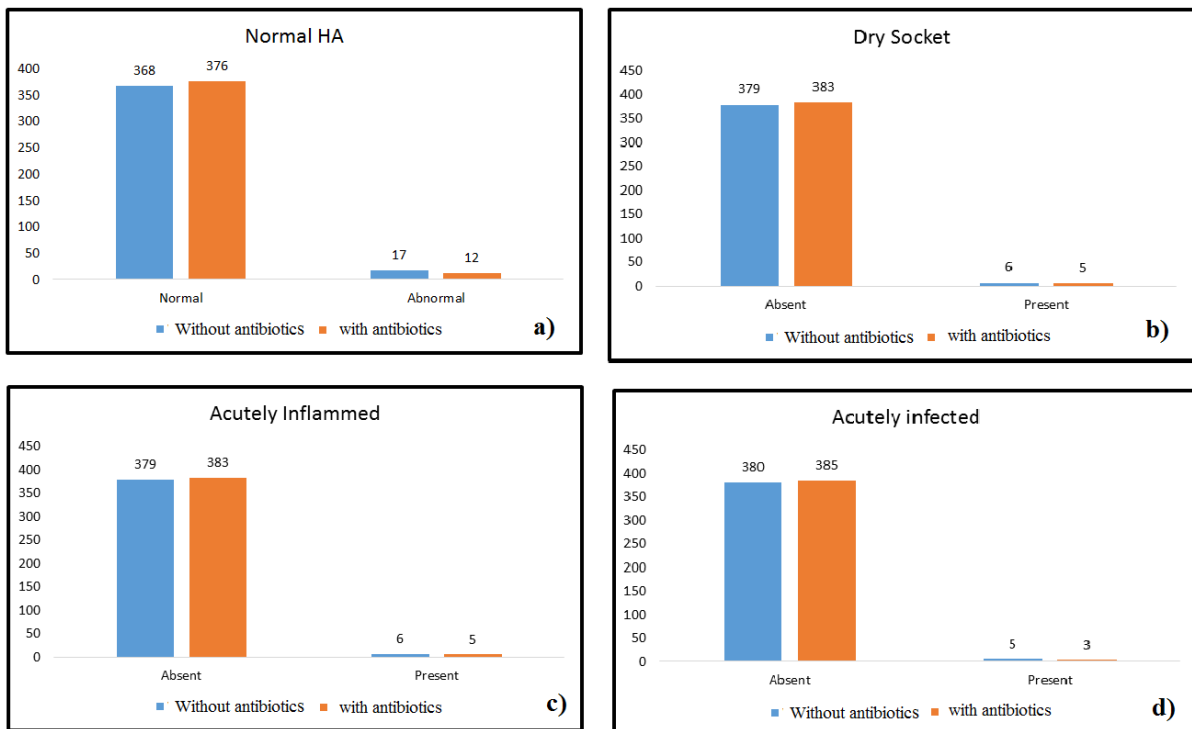 Normal HA
400
350
300
250
200
150
100
50
0
368
376
17
12
Normal
Abnormal
Without antibiotics
with antibiotics
a)
Dry Socket
450
400
350
300
250
200
150
100
50
0
379
383
6
5
Absent
Present
Without antibiotics
with antibiotics
b)
Acutely Inflammed
450
400
350
300
250
200
150
100
50
0
379
383
6
5
Absent
Present
Without antibiotics
with antibiotics
c)
Acutely infected
450
400
350
300
250
200
150
100
50
0
380
385
5
3
Absent
Present
Without antibiotics
with antibiotics
d)